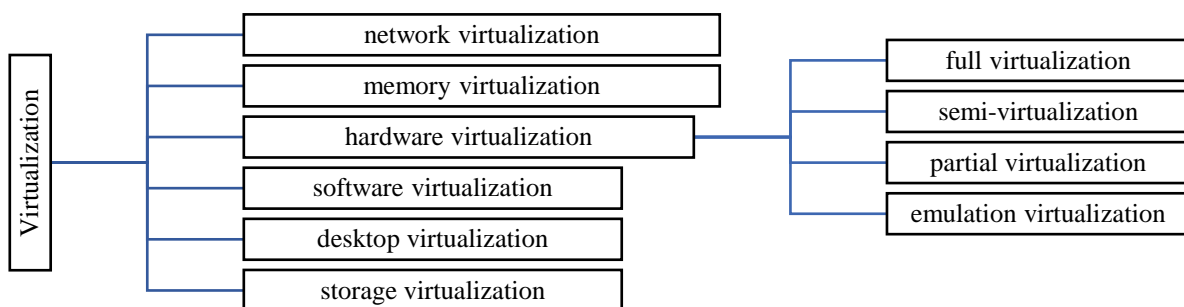 Virtualization
network virtualization
memory virtualization
hardware virtualization
software virtualization
desktop virtualization
storage virtualization
full virtualization
semi-virtualization
partial virtualization
emulation virtualization